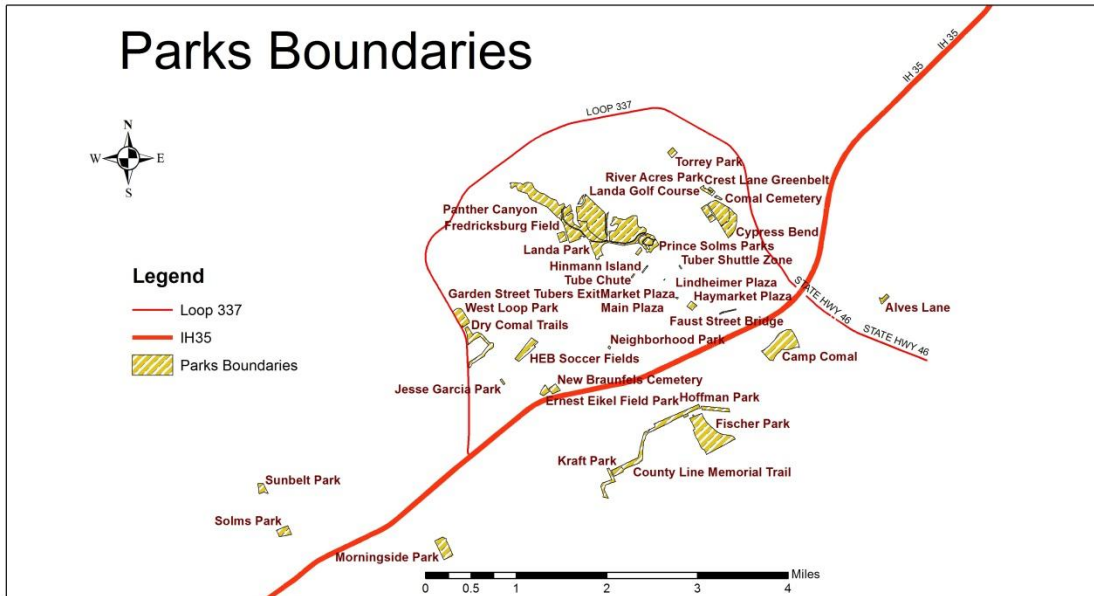 Parks Boundaries
IH 35
IH 35
LOOP 337
N
W E
S
Torrey Park
River Acres Park Crest Lane Greenbelt
Landa Golf Course Comal Cemetery
Panther Canyon
Fredricksburg Field
Cypress Bend
Landa Park
Prince Solms Parks
Hinmann Island
Tuber Shuttle Zone
Tube Chute
Lindheimer Plaza
Garden Street Tubers Exit Market Plaza
Haymarket Plaza
West Loop Park
Main Plaza
STATE HWY 46
Alves Lane
Dry Comal Trails
Faust Street Bridge
Neighborhood Park
STATE HWY 46
HEB Soccer Fields
Camp Comal
Jesse Garcia Park
New Braunfels Cemetery
Ernest Eikel Field Park
Hoffman Park
Fischer Park
Kraft Park
County Line Memorial Trail
Sunbelt Park
Solms Park
Morningside Park
Legend
Loop 337
IH35
Parks Boundaries
Miles
0 0.5 1 2 3 4